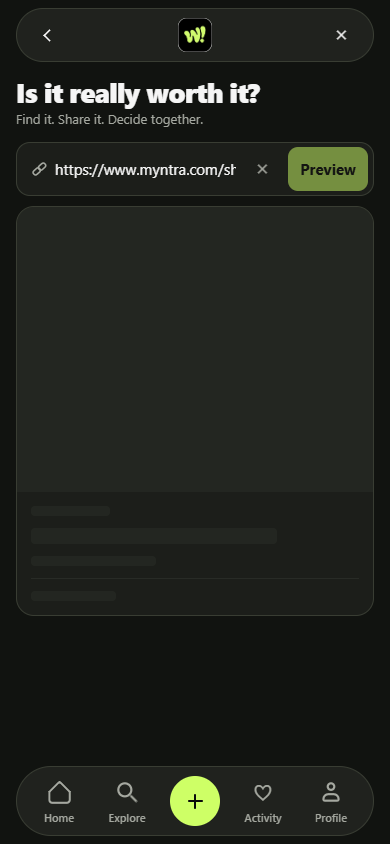 W!
Is it really worth it?
Find it. Share it. Decide together.
https://www.myntra.com/sh
Preview
Home
Explore
Activity
Profile